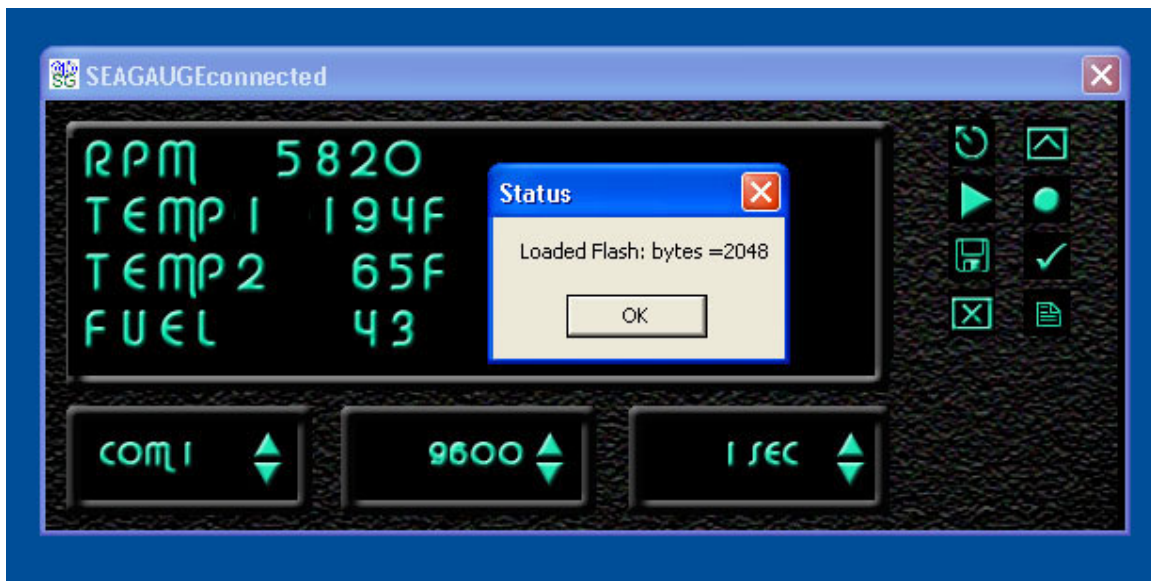 SEAGAUGEconnected
RPM 5820
TEMP1 194F
TEMP2 65F
FUEL 43
Status
Loaded Flash: bytes =2048
OK
COM1
9600
1 SEC